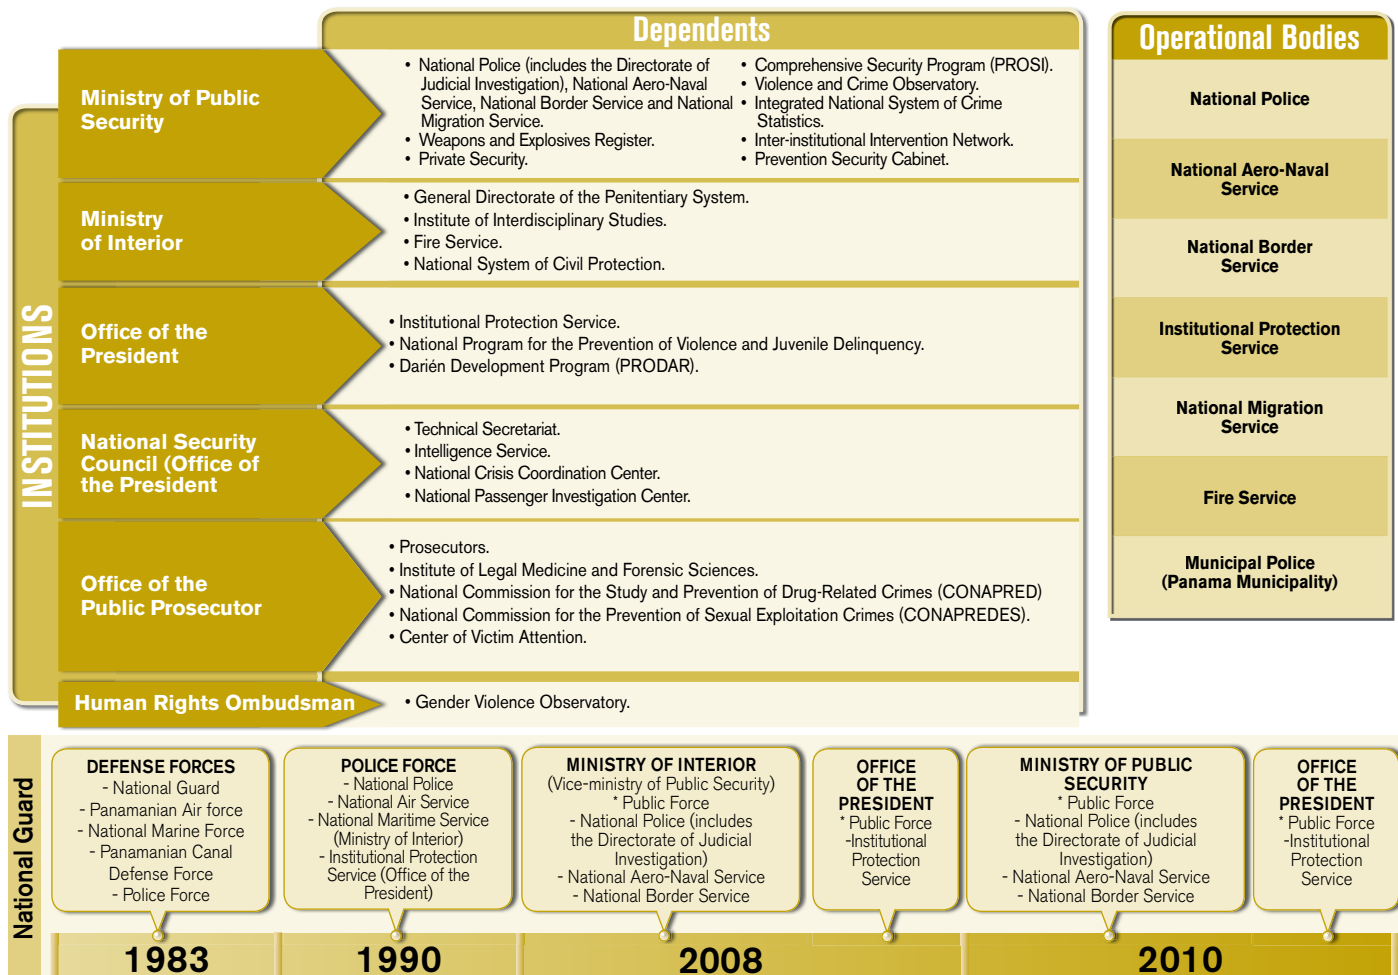 Dependents
Operational Bodies
INSTITUTIONS
Ministry of Public
Security
• National Police (includes the Directorate of
Judicial Investigation), National Aero-Naval
Service, National Border Service and National
Migration Service.
• Weapons and Explosives Register.
• Private Security.
• Comprehensive Security Program (PROSI).
• Violence and Crime Observatory.
• Integrated National System of Crime
Statistics.
• Inter-institutional Intervention Network.
• Prevention Security Cabinet.
Ministry
of Interior
• General Directorate of the Penitentiary System.
• Institute of Interdisciplinary Studies.
• Fire Service.
• National System of Civil Protection.
Office of the
President
• Institutional Protection Service.
• National Program for the Prevention of Violence and Juvenile Delinquency.
• Darién Development Program (PRODAR).
National Security
Council (Office of
the President
• Technical Secretariat.
• Intelligence Service.
• National Crisis Coordination Center.
• National Passenger Investigation Center.
Office of the
Public Prosecutor
• Prosecutors.
• Institute of Legal Medicine and Forensic Sciences.
• National Commission for the Study and Prevention of Drug-Related Crimes (CONAPRED)
• National Commission for the Prevention of Sexual Exploitation Crimes (CONAPREDES).
• Center of Victim Attention.
Human Rights Ombudsman
• Gender Violence Observatory.
National Police
National Aero-Naval
Service
National Border
Service
Institutional Protection
Service
National Migration
Service
Fire Service
Municipal Police
(Panama Municipality)
National Guard
DEFENSE FORCES
- National Guard
- Panamanian Air force
- National Marine Force
- Panamanian Canal
Defense Force
- Police Force
1983
POLICE FORCE
- National Police
- National Air Service
- National Maritime Service
(Ministry of Interior)
- Institutional Protection
Service (Office of the
President)
1990
MINISTRY OF INTERIOR
(Vice-ministry of Public Security)
* Public Force
- National Police (includes
the Directorate of Judicial
Investigation)
- National Aero-Naval Service
- National Border Service
OFFICE
OF THE
PRESIDENT
* Public Force
-Institutional
Protection
Service
2008
MINISTRY OF PUBLIC
SECURITY
* Public Force
- National Police (includes
the Directorate of Judicial
Investigation)
- National Aero-Naval Service
- National Border Service
OFFICE
OF THE
PRESIDENT
* Public Force
-Institutional
Protection
Service
2010